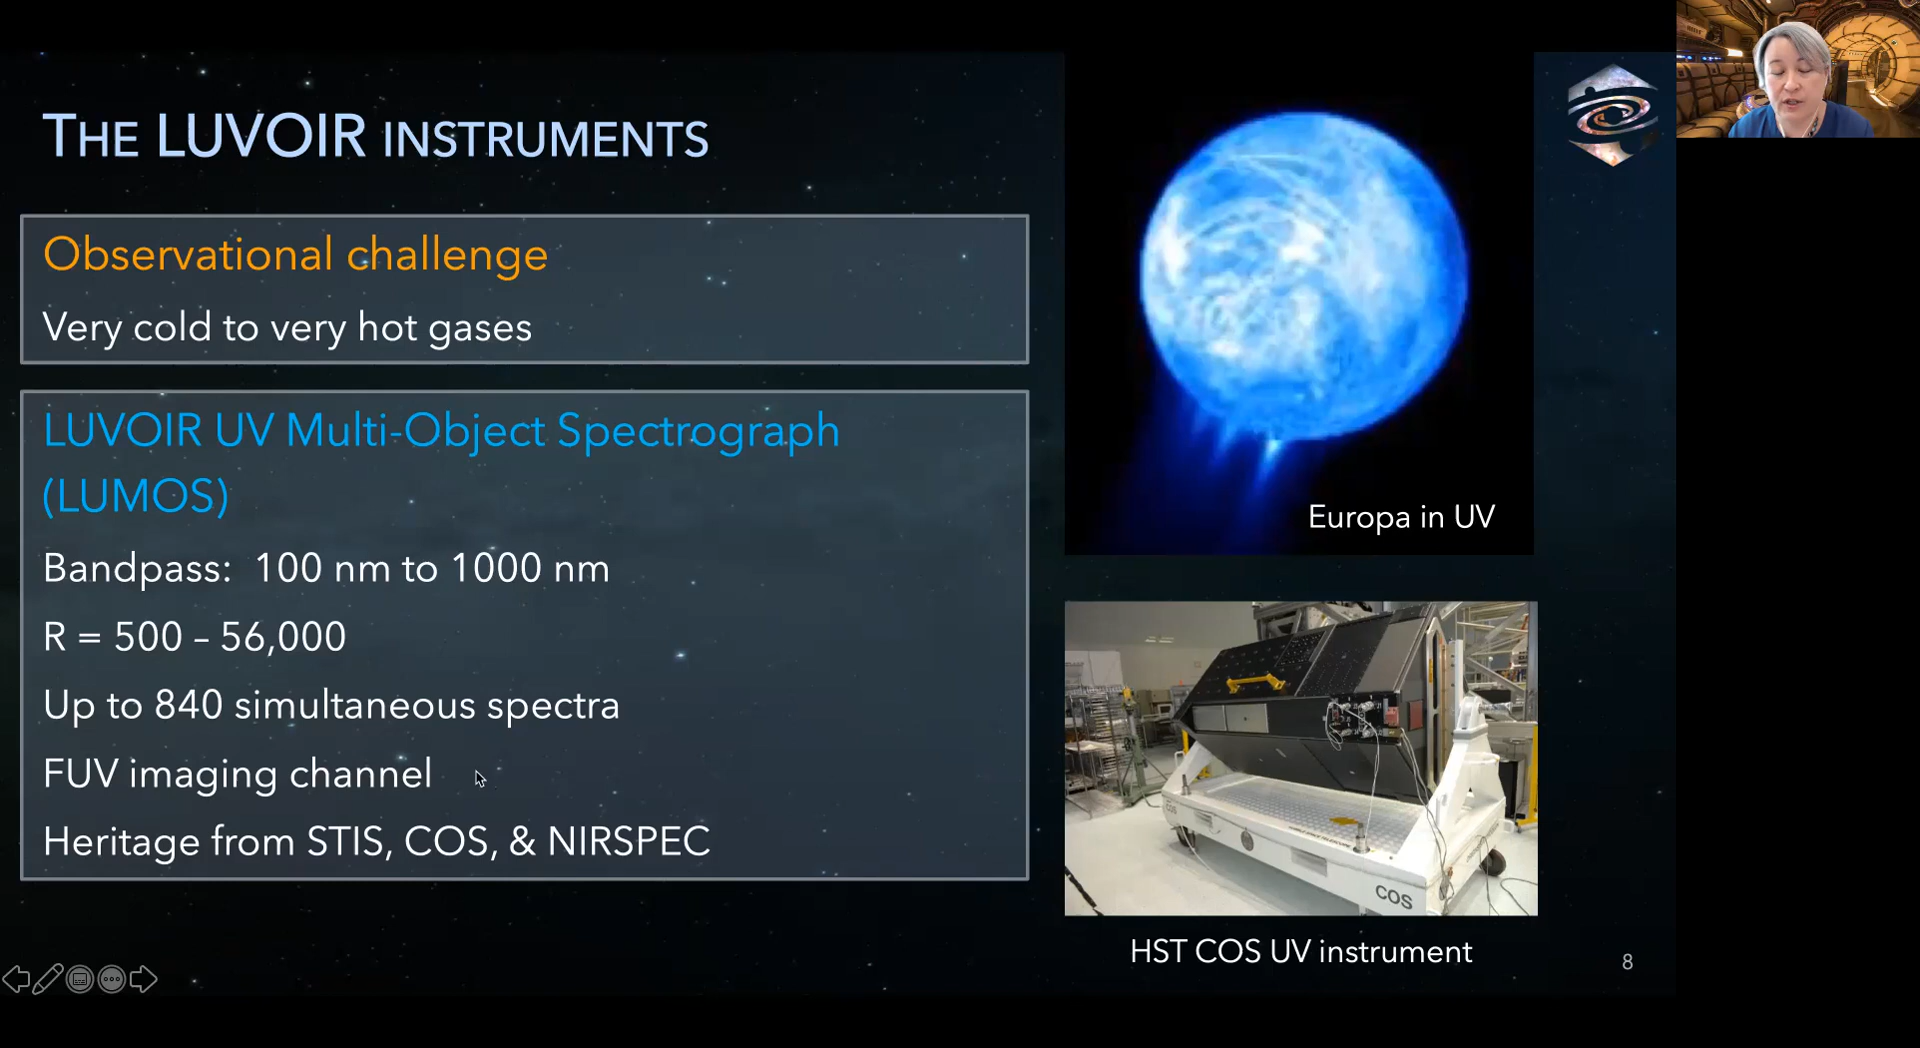 THE LUVOIR INSTRUMENTS
Observational challenge
Very cold to very hot gases
LUVOIR UV Multi-Object Spectrograph
(LUMOS)
Bandpass: 100 nm to 1000 nm
R = 500 – 56,000
Up to 840 simultaneous spectra
FUV imaging channel
Heritage from STIS, COS, & NIRSPEC
Europa in UV
COS
HST COS UV instrument
8